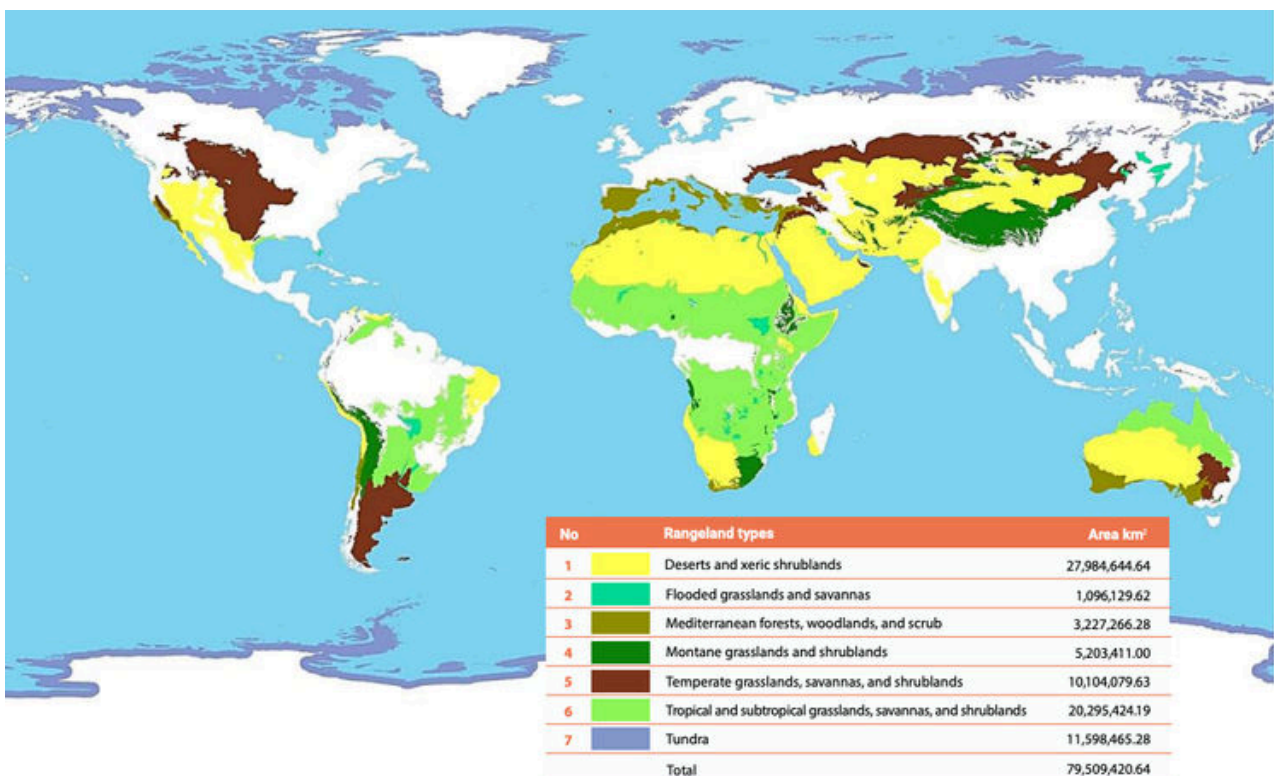 No Rangeland types Area km²
1 Deserts and xeric shrublands 27,984,644.64
2 Flooded grasslands and savannas 1,096,129.62
3 Mediterranean forests, woodlands, and scrub 3,227,266.28
4 Montane grasslands and shrublands 5,203,411.00
5 Temperate grasslands, savannas, and shrublands 10,104,079.63
6 Tropical and subtropical grasslands, savannas, and shrublands 20,295,424.19
7 Tundra 11,598,465.28
Total 79,509,420.64